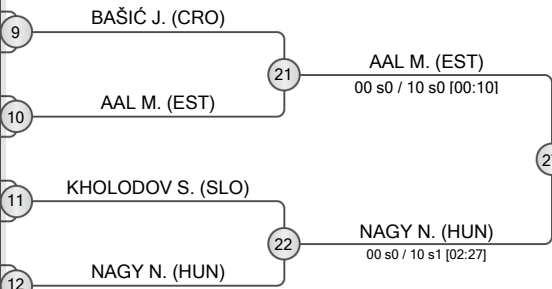 9
BAŠIĆ J. (CRO)
21
AAL M. (EST)
00 s0 / 10 s0 [00:10]
10
AAL M. (EST)
11
KHOLODOV S. (SLO)
22
NAGY N. (HUN)
00 s0 / 10 s1 [02:27]
12
NAGY N. (HUN)